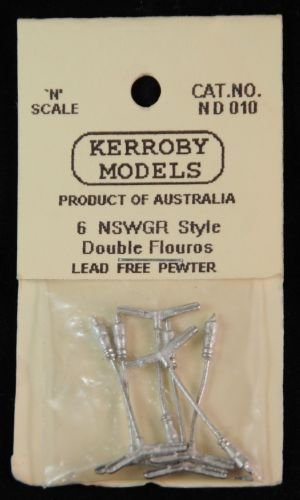 'N'
SCALE
CAT.NO.
ND 010
KERROBY
MODELS
PRODUCT OF AUSTRALIA
6 NSWGR Style
Double Flouros
LEAD FREE PEWTER